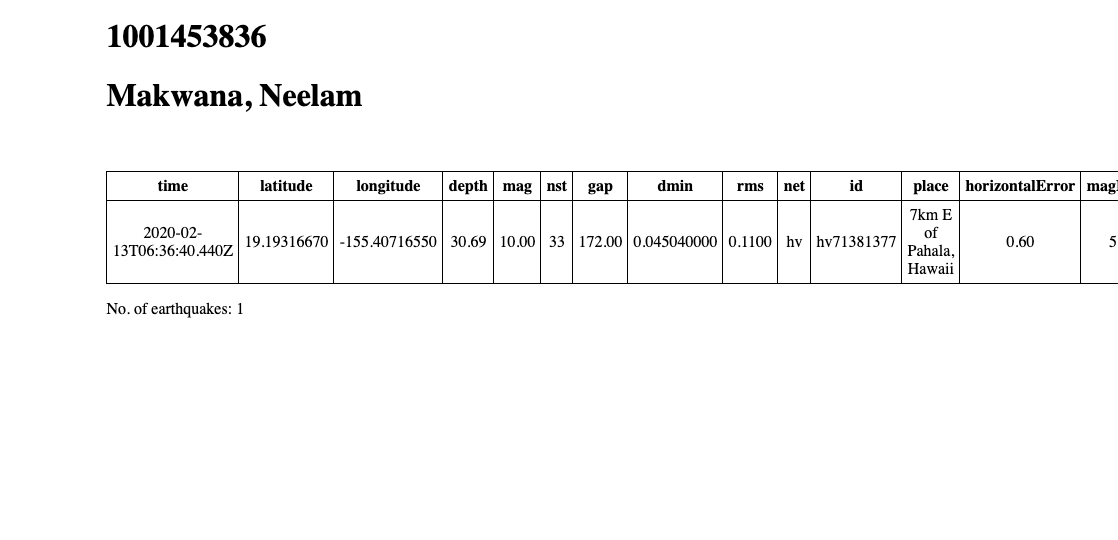 1001453836
Makwana, Neelam
time latitude longitude depth mag nst gap dmin rms net id place horizontalError
2020-02-13T06:36:40.440Z 19.19316670 -155.40716550 30.69 10.00 33 172.00 0.045040000 0.1100 hv hv71381377 7km E of Pahala, Hawaii 0.60 5
No. of earthquakes: 1